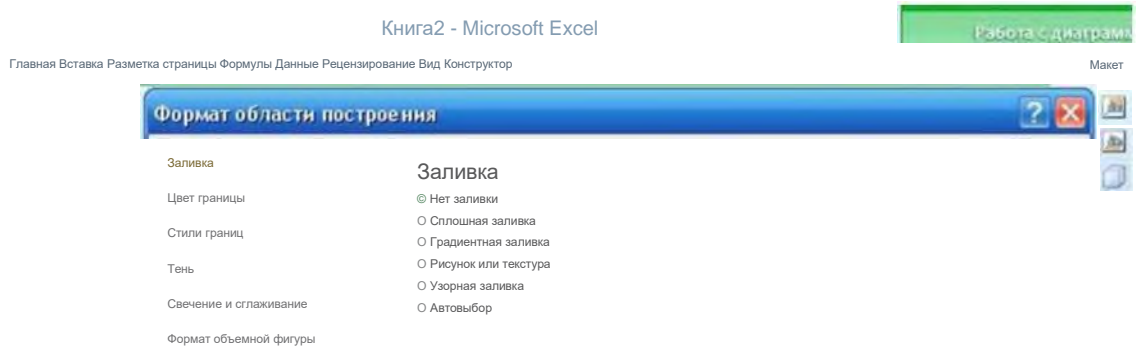 Книга2 - Microsoft Excel
Работа с диаграмм
Главная Вставка Разметка страницы Формулы Данные Рецензирование Вид Конструктор
Макет
Формат области построения
Заливка
Цвет границы
Стили границ
Тень
Свечение и сглаживание
Формат объемной фигуры
Заливка
© Нет заливки
О Сплошная заливка
О Градиентная заливка
О Рисунок или текстура
О Узорная заливка
О Автовыбор